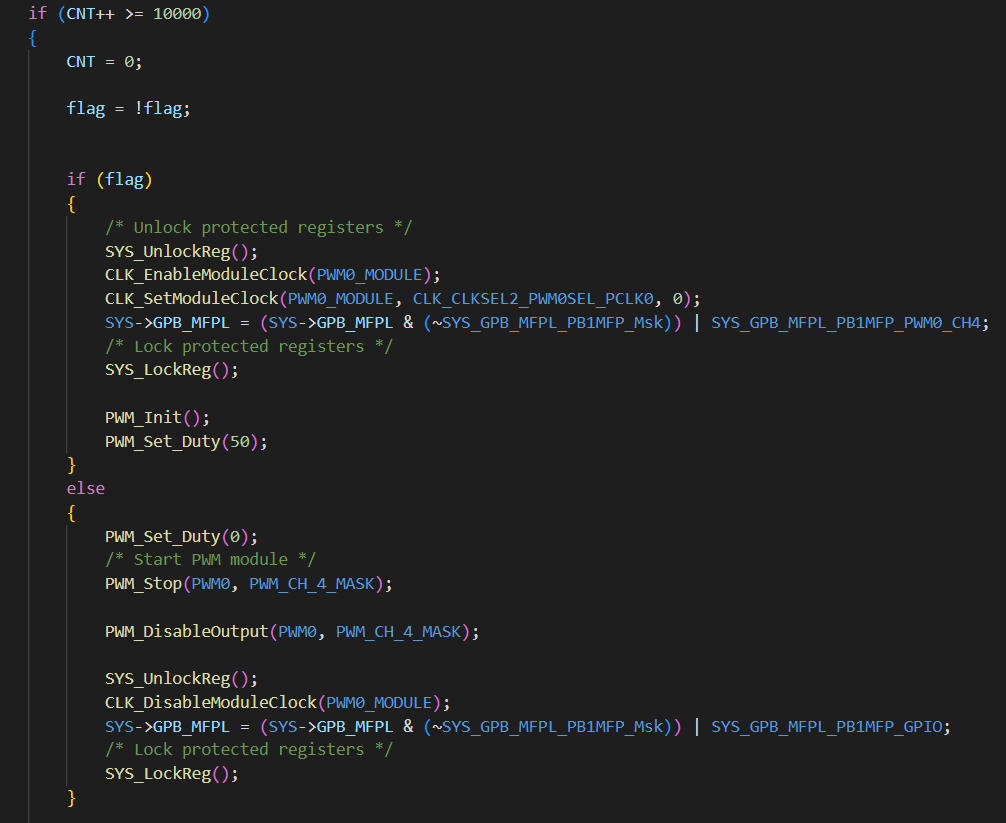 if (CNT++ >= 10000)
{
CNT = 0;
flag = !flag;
if (flag)
{
/* Unlock protected registers */
SYS_UnlockReg();
CLK_EnableModuleClock(PWM0_MODULE);
CLK_SetModuleClock(PWM0_MODULE, CLK_CLKSEL2_PWM0SEL_PCLK0, 0);
SYS->GPB_MFPL = (SYS->GPB_MFPL & (~SYS_GPB_MFPL_PB1MFP_Msk)) | SYS_GPB_MFPL_PB1MFP_PWM0_CH4;
/* Lock protected registers */
SYS_LockReg();
PWM_Init();
PWM_Set_Duty(50);
}
else
{
PWM_Set_Duty(0);
/* Start PWM module */
PWM_Stop(PWM0, PWM_CH_4_MASK);
PWM_DisableOutput(PWM0, PWM_CH_4_MASK);
SYS_UnlockReg();
CLK_DisableModuleClock(PWM0_MODULE);
SYS->GPB_MFPL = (SYS->GPB_MFPL & (~SYS_GPB_MFPL_PB1MFP_Msk)) | SYS_GPB_MFPL_PB1MFP_GPIO;
/* Lock protected registers */
SYS_LockReg();
}